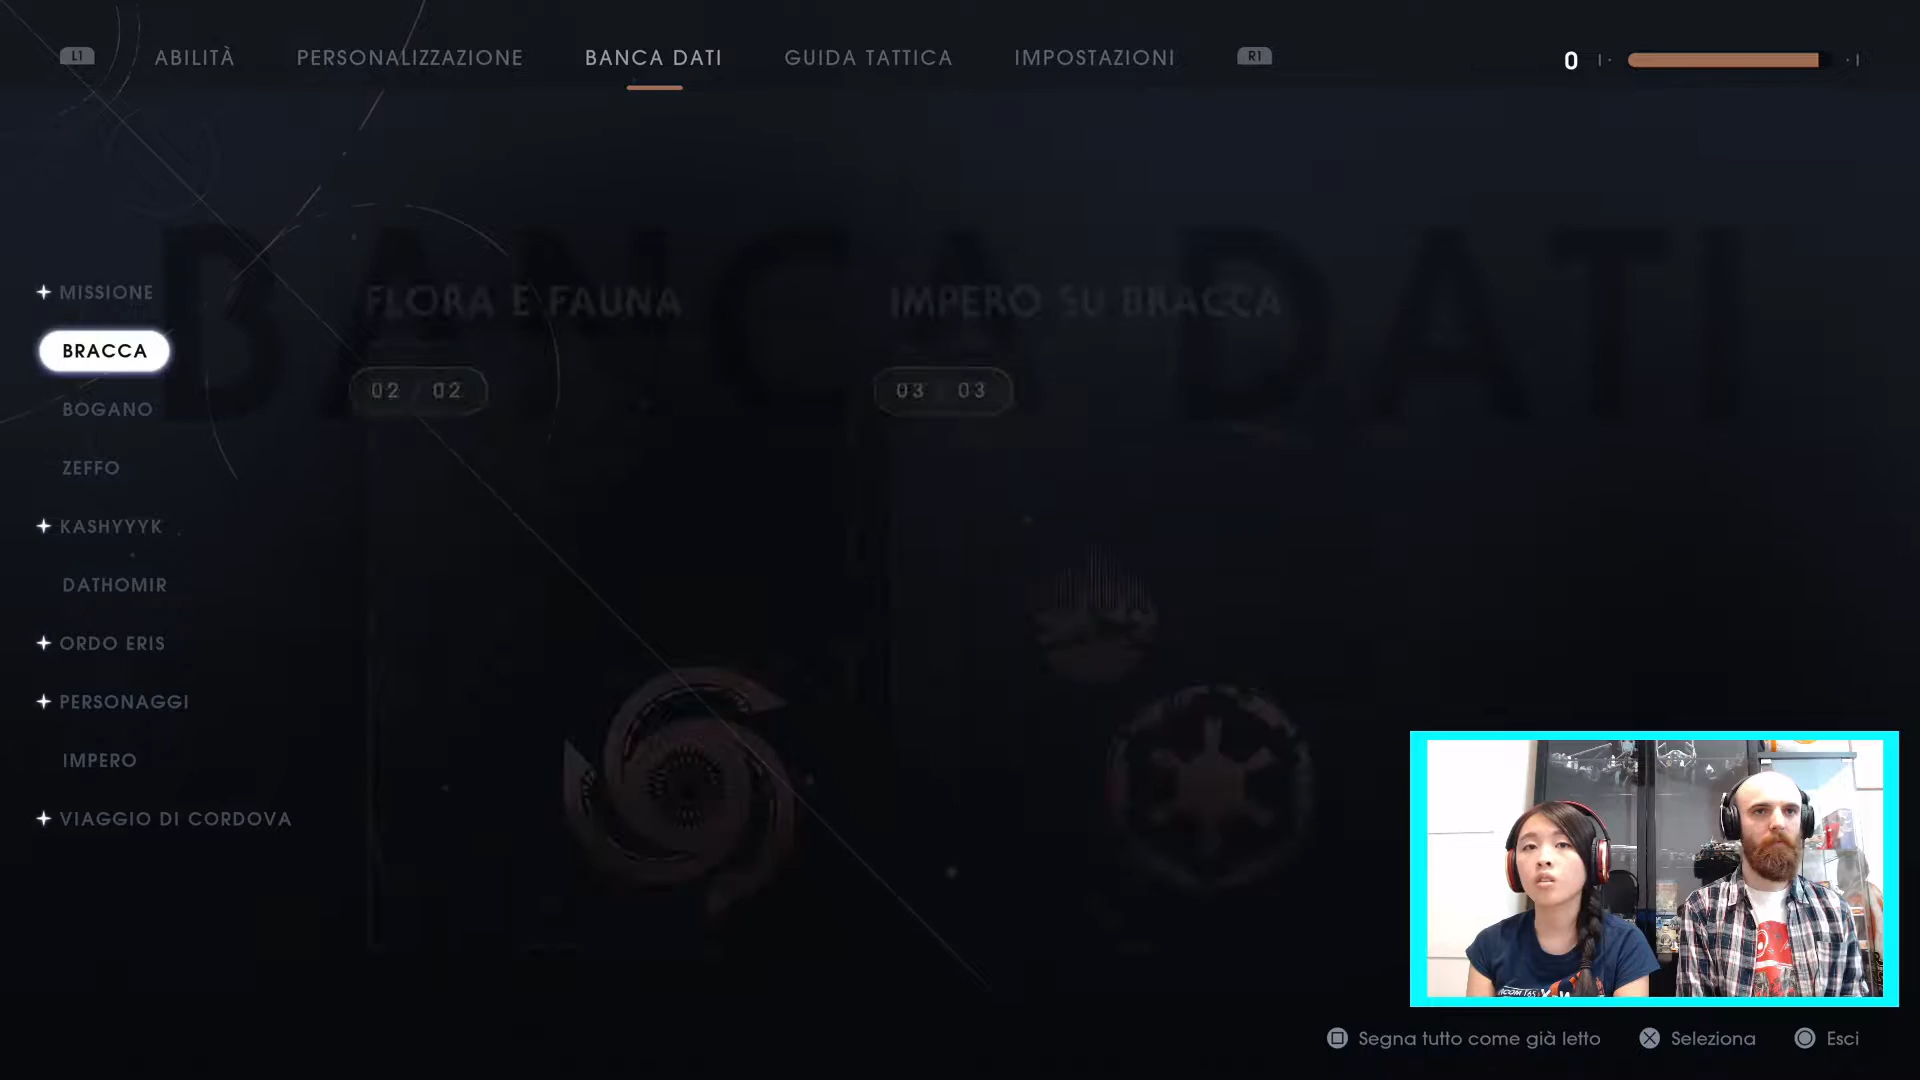 L1 ABILITÀ PERSONALIZZAZIONE BANCA DATI GUIDA TATTICA IMPOSTAZIONI R1 0
BANCA DATI
MISSIONE
BRACCA
BOGANO
ZEFFO
KASHYYYK
DATHOMIR
ORDO ERIS
PERSONAGGI
IMPERO
VIAGGIO DI CORDOVA
FLORA E FAUNA
02 / 02
IMPERO SU BRACCA
03 / 03
Segna tutto come già letto Seleziona Esci